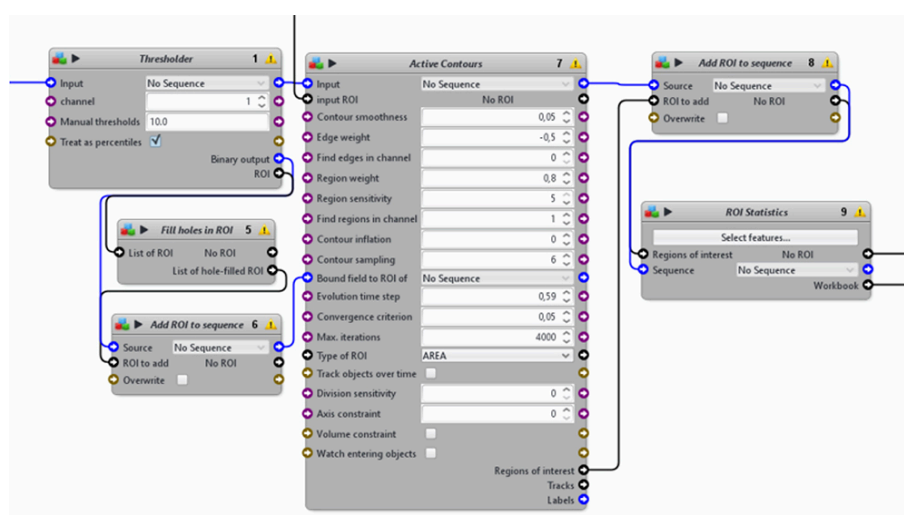 Thresholder 1
Input No Sequence
channel 1
Manual thresholds 10.0
Treat as percentiles
Binary output
ROI
Fill holes in ROI 5
List of ROI No ROI
List of hole-filled ROI
Add ROI to sequence 6
Source No Sequence
ROI to add No ROI
Overwrite
Active Contours 7
Input No Sequence
input ROI No ROI
Contour smoothness 0,05
Edge weight -0,5
Find edges in channel 0
Region weight 0,8
Region sensitivity 5
Find regions in channel 1
Contour inflation 0
Contour sampling 6
Bound field to ROI of No Sequence
Evolution time step 0,59
Convergence criterion 0,05
Max. iterations 4000
Type of ROI AREA
Track objects over time
Division sensitivity 0
Axis constraint 0
Volume constraint
Watch entering objects
Regions of interest
Tracks
Labels
Add ROI to sequence 8
Source No Sequence
ROI to add No ROI
Overwrite
ROI Statistics 9
Select features...
Regions of interest No ROI
Sequence No Sequence
Workbook